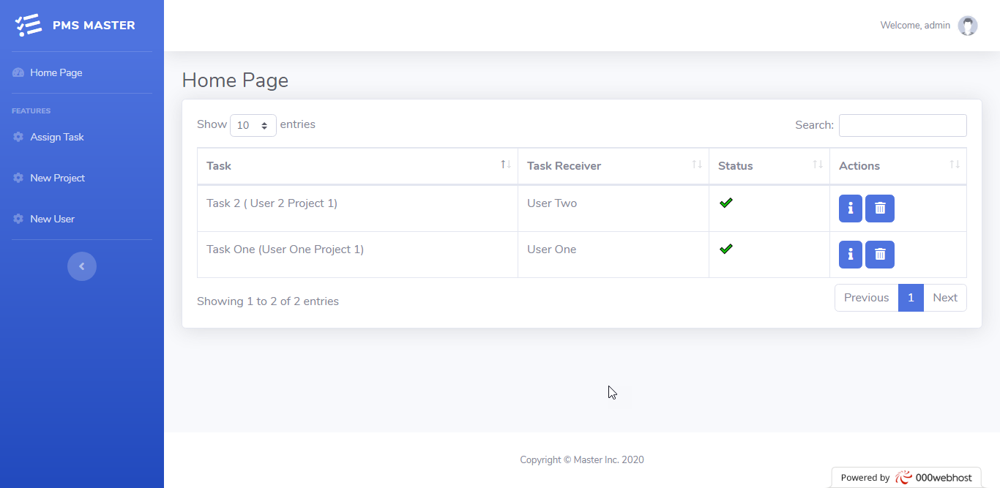 PMS MASTER
Welcome, admin
Home Page
FEATURES
Assign Task
New Project
New User
Home Page
Show 10 entries
Search:
Task Task Receiver Status Actions
Task 2 ( User 2 Project 1) User Two
Task One (User One Project 1) User One
Showing 1 to 2 of 2 entries
Previous 1 Next
Copyright © Master Inc. 2020
Powered by 000webhost